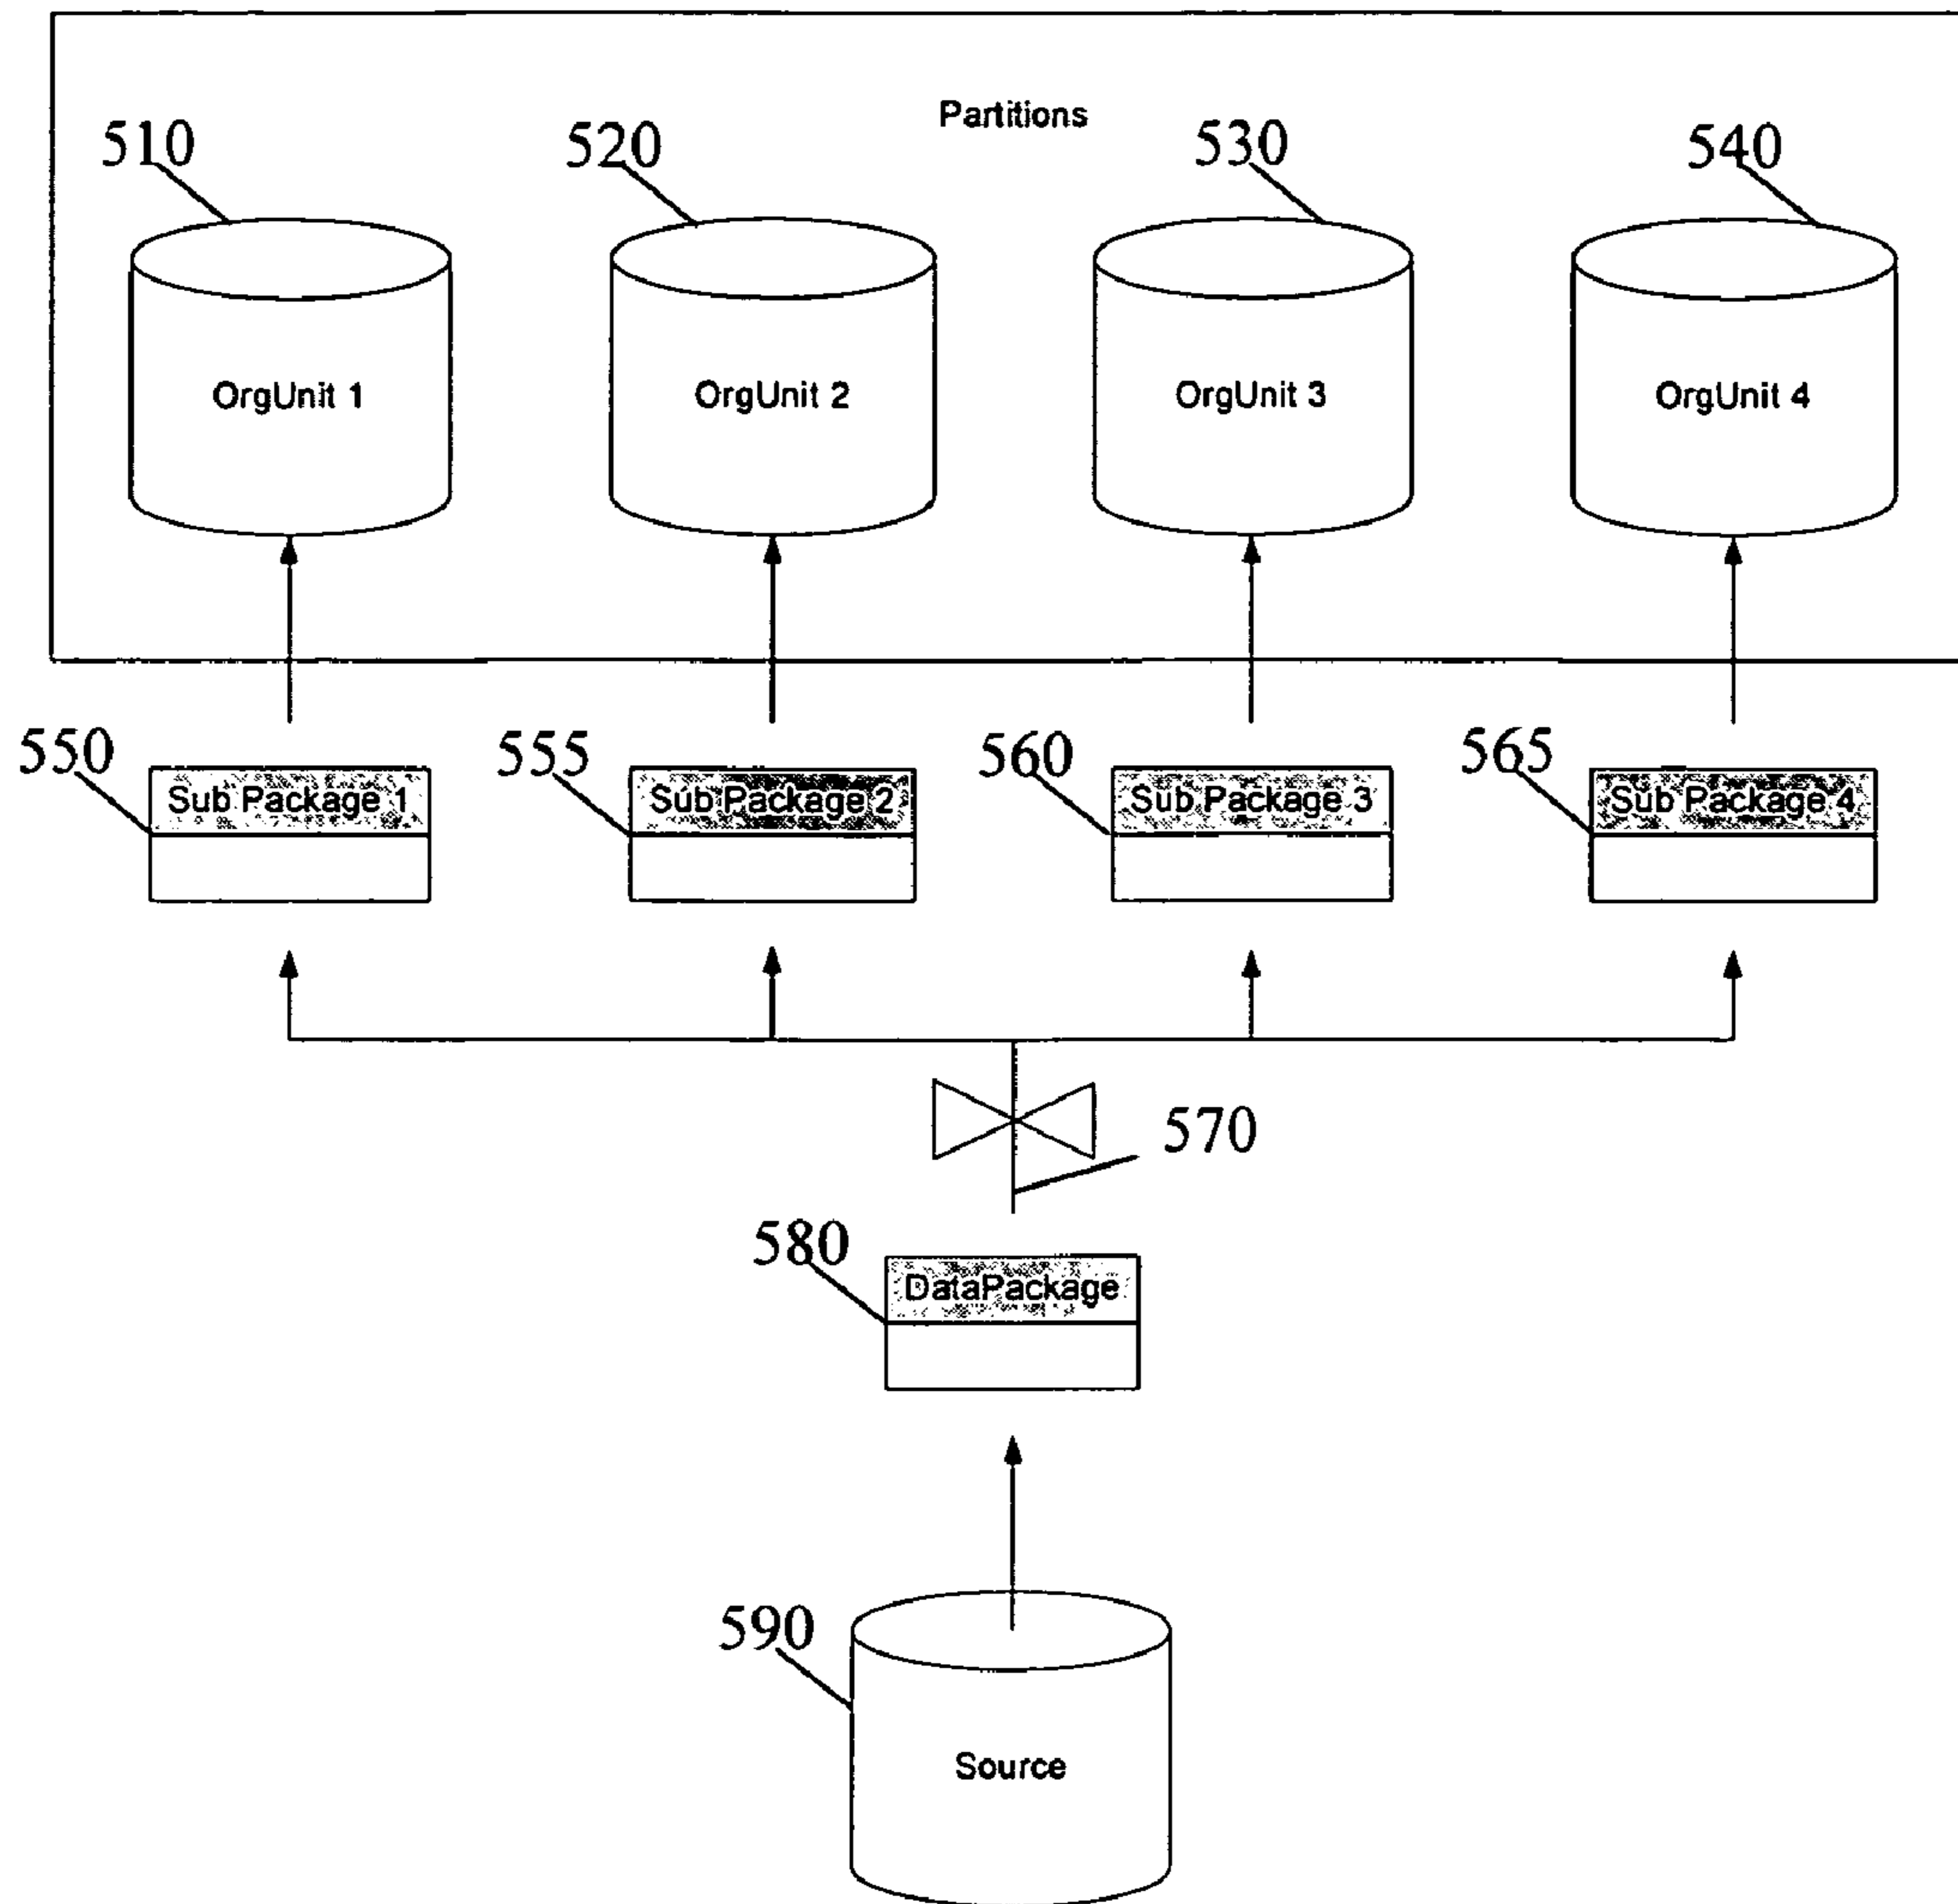 Partitions
510
520
530
540
OrgUnit 1
OrgUnit 2
OrgUnit 3
OrgUnit 4
550
555
560
565
Sub Package 1
Sub Package 2
Sub Package 3
Sub Package 4
570
580
DataPackage
590
Source